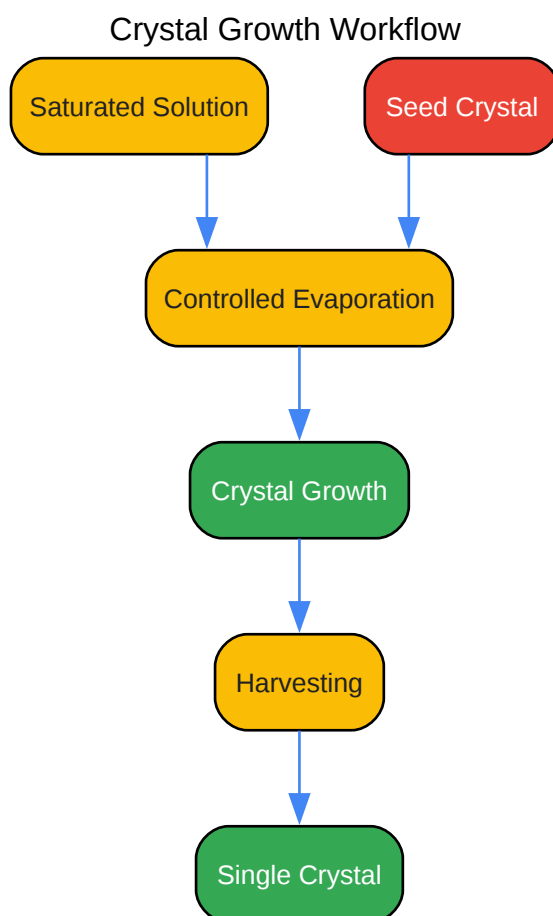 Crystal Growth Workflow
Saturated Solution
Seed Crystal
Controlled Evaporation
Crystal Growth
Harvesting
Single Crystal